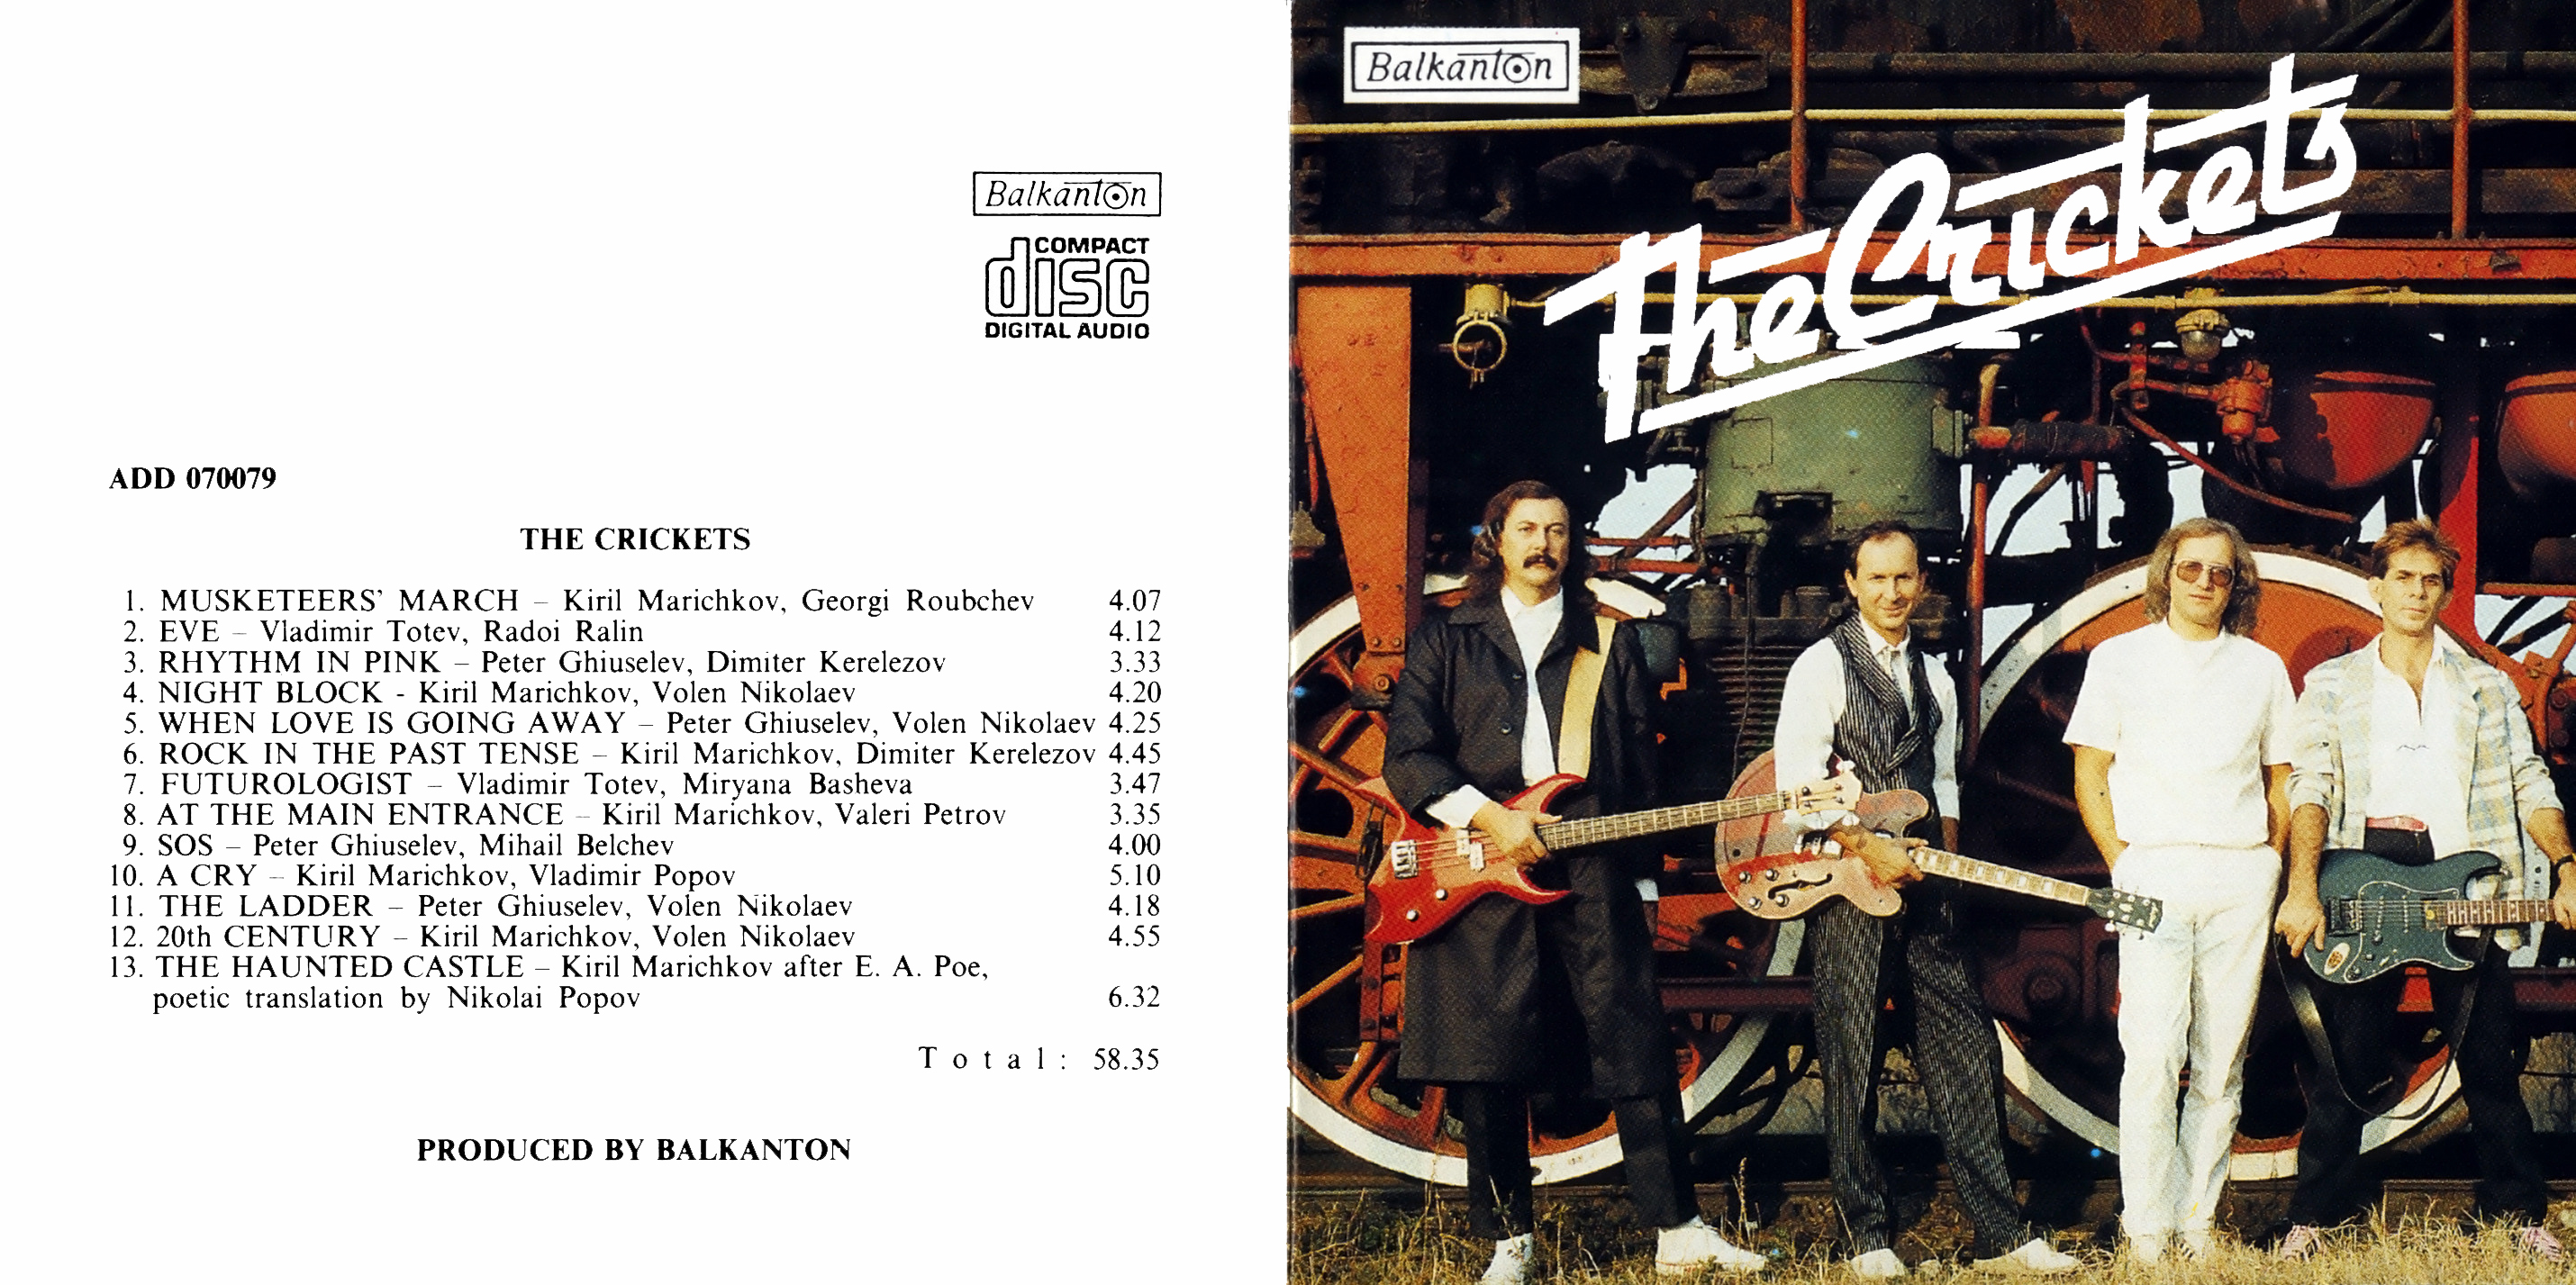 Balkanton
COMPACT
disc
DIGITAL AUDIO
ADD 070079
THE CRICKETS
1. MUSKETEERS' MARCH – Kiril Marichkov, Georgi Roubchev 4.07
2. EVE – Vladimir Totev, Radoi Ralin 4.12
3. RHYTHM IN PINK – Peter Ghiuselev, Dimiter Kerelezov 3.33
4. NIGHT BLOCK - Kiril Marichkov, Volen Nikolaev 4.20
5. WHEN LOVE IS GOING AWAY – Peter Ghiuselev, Volen Nikolaev 4.25
6. ROCK IN THE PAST TENSE – Kiril Marichkov, Dimiter Kerelezov 4.45
7. FUTUROLOGIST – Vladimir Totev, Miryana Basheva 3.47
8. AT THE MAIN ENTRANCE – Kiril Marichkov, Valeri Petrov 3.35
9. SOS – Peter Ghiuselev, Mihail Belchev 4.00
10. A CRY – Kiril Marichkov, Vladimir Popov 5.10
11. THE LADDER – Peter Ghiuselev, Volen Nikolaev 4.18
12. 20th CENTURY – Kiril Marichkov, Volen Nikolaev 4.55
13. THE HAUNTED CASTLE – Kiril Marichkov after E. A. Poe,
poetic translation by Nikolai Popov 6.32
Total: 58.35
PRODUCED BY BALKANTON
Balkanton
The Crickets